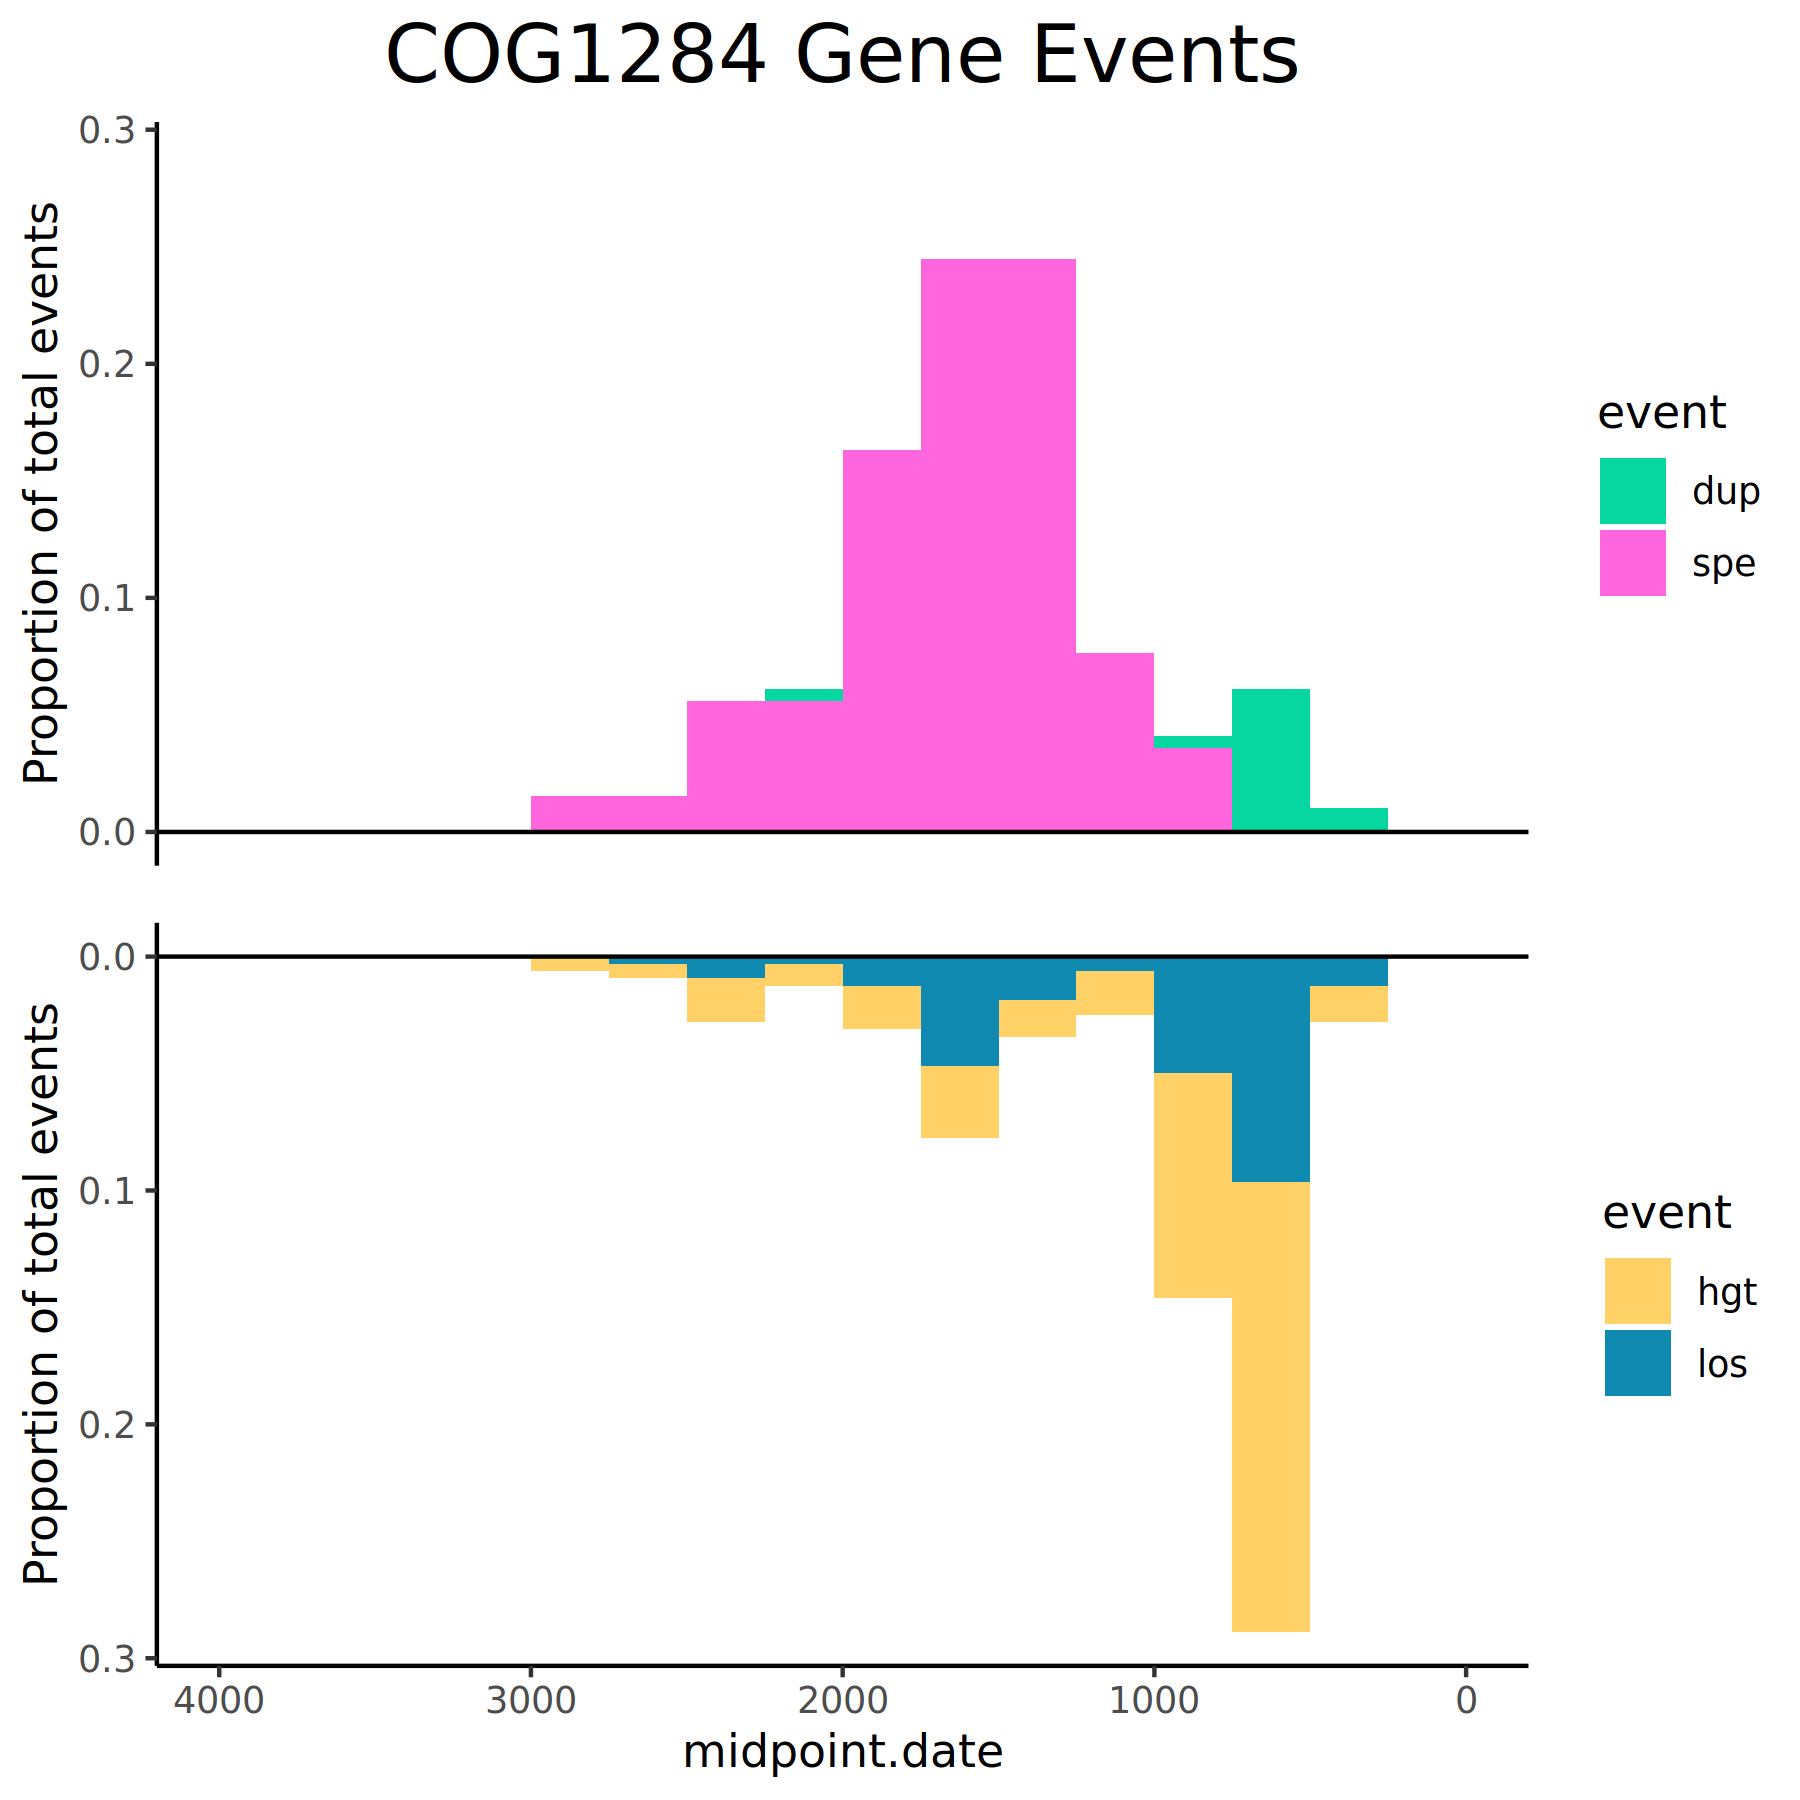 COG1284 Gene Events
0.3
0.2
0.1
0.0
Proportion of total events
event
dup
spe
0.0
0.1
0.2
0.3
Proportion of total events
event
hgt
los
4000 3000 2000 1000 0
midpoint.date